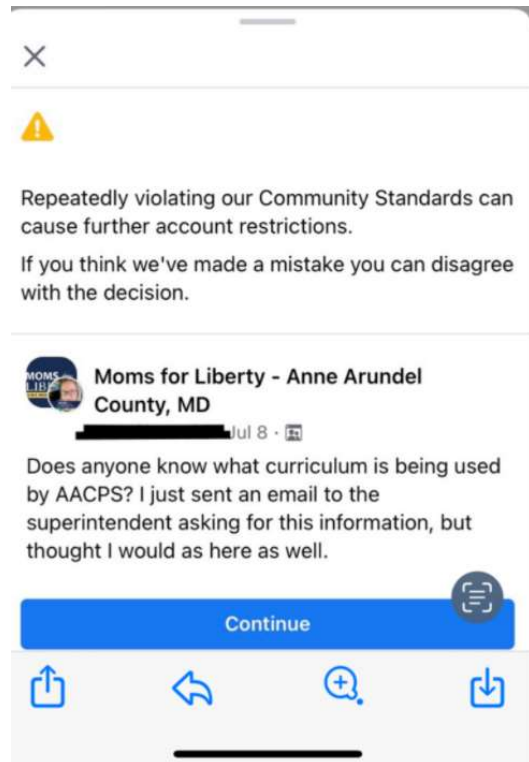 Repeatedly violating our Community Standards can
cause further account restrictions.
If you think we've made a mistake you can disagree
with the decision.
MOMS
LIB
Moms for Liberty - Anne Arundel
County, MD
Jul 8 ·
Does anyone know what curriculum is being used
by AACPS? I just sent an email to the
superintendent asking for this information, but
thought I would as here as well.
Continue